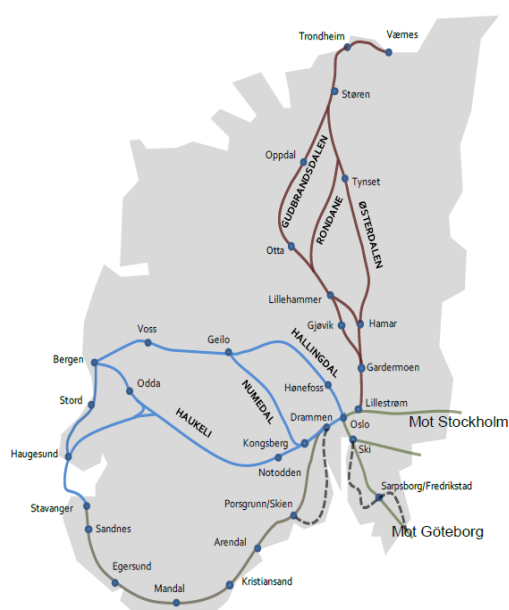 Trondheim
Værnes
Støren
Oppdal
GUDBRANDSDALEN
Tynset
RONDANE
ØSTERDALEN
Otta
Lillehammer
Gjøvik
Hamar
Voss
Geilo
HALLINGDAL
Bergen
Gardermoen
Odda
Hønefoss
Stord
NUMEDAL
Lillestrøm
HAUKELI
Drammen
Oslo
Mot Stockholm
Kongsberg
Ski
Haugesund
Notodden
Sarpsborg/Fredrikstad
Stavanger
Porsgrunn/Skien
Sandnes
Mot Göteborg
Arendal
Egersund
Kristiansand
Mandal